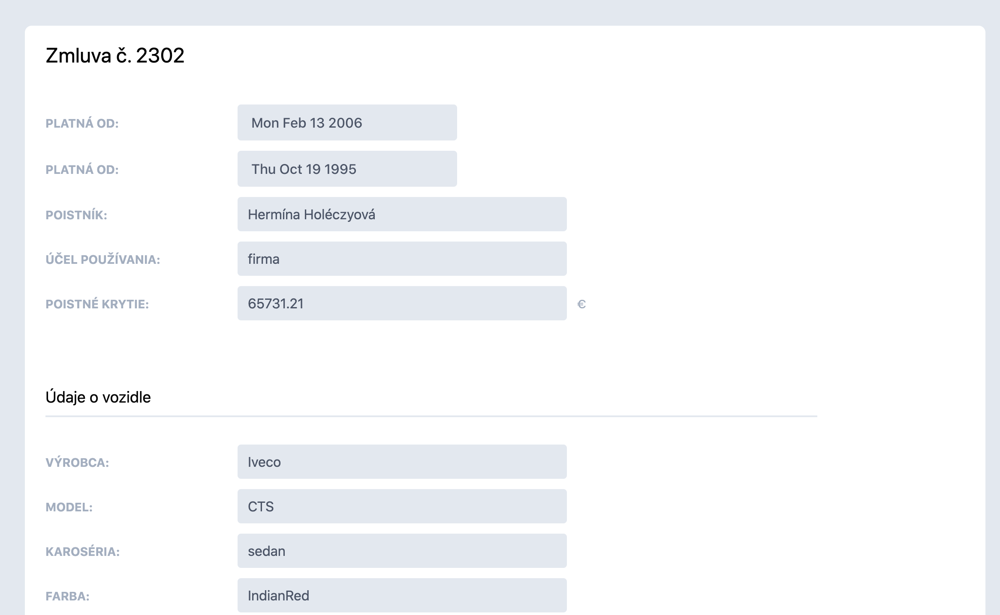 Zmluva č. 2302
PLATNÁ OD: Mon Feb 13 2006
PLATNÁ OD: Thu Oct 19 1995
POISTNÍK: Hermína Holéczyová
ÚČEL POUŽÍVANIA: firma
POISTNÉ KRYTIE: 65731.21 €
Údaje o vozidle
VÝROBCA: Iveco
MODEL: CTS
KAROSÉRIA: sedan
FARBA: IndianRed